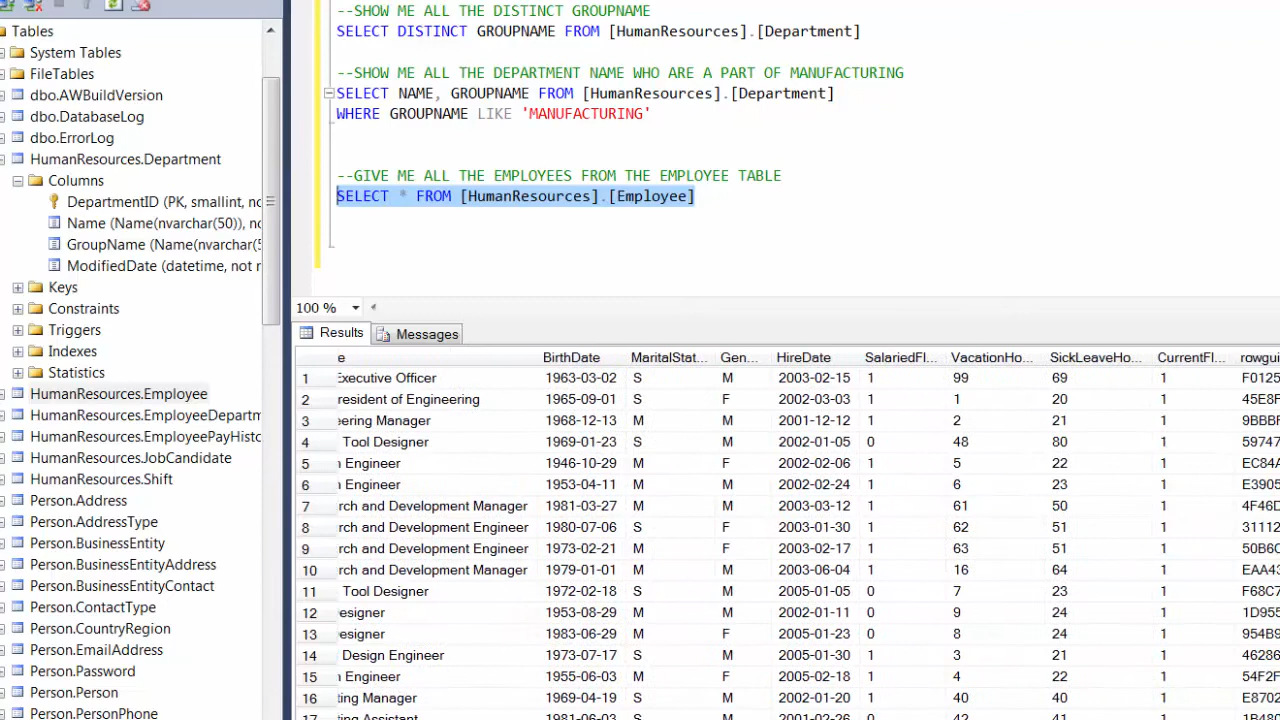 Tables
System Tables
FileTables
dbo.AWBuildVersion
dbo.DatabaseLog
dbo.ErrorLog
HumanResources.Department
Columns
DepartmentID (PK, smallint, no
Name (Name(nvarchar(50)), no
GroupName (Name(nvarchar(5
ModifiedDate (datetime, not n
Keys
Constraints
Triggers
Indexes
Statistics
HumanResources.Employee
HumanResources.EmployeeDepartm
HumanResources.EmployeePayHisto
HumanResources.JobCandidate
HumanResources.Shift
Person.Address
Person.AddressType
Person.BusinessEntity
Person.BusinessEntityAddress
Person.BusinessEntityContact
Person.ContactType
Person.CountryRegion
Person.EmailAddress
Person.Password
Person.Person
Person.PersonPhone
--SHOW ME ALL THE DISTINCT GROUPNAME
SELECT DISTINCT GROUPNAME FROM [HumanResources].[Department]
--SHOW ME ALL THE DEPARTMENT NAME WHO ARE A PART OF MANUFACTURING
SELECT NAME, GROUPNAME FROM [HumanResources].[Department]
WHERE GROUPNAME LIKE 'MANUFACTURING'
--GIVE ME ALL THE EMPLOYEES FROM THE EMPLOYEE TABLE
SELECT * FROM [HumanResources].[Employee]
100 %
Results Messages
e BirthDate MaritalStat... Gen... HireDate SalariedFl... VacationHo... SickLeaveHo... CurrentFl... rowgui
1 Executive Officer 1963-03-02 S M 2003-02-15 1 99 69 1 F0125
2 resident of Engineering 1965-09-01 S F 2002-03-03 1 1 20 1 45E8F
3 eering Manager 1968-12-13 M M 2001-12-12 1 2 21 1 9BBBF
4 Tool Designer 1969-01-23 S M 2002-01-05 0 48 80 1 59747
5 n Engineer 1946-10-29 M F 2002-02-06 1 5 22 1 EC84A
6 n Engineer 1953-04-11 M M 2002-02-24 1 6 23 1 E3905
7 rch and Development Manager 1981-03-27 M M 2003-03-12 1 61 50 1 4F46D
8 rch and Development Engineer 1980-07-06 S F 2003-01-30 1 62 51 1 31112
9 rch and Development Engineer 1973-02-21 M F 2003-02-17 1 63 51 1 50B6C
10 rch and Development Manager 1979-01-01 M M 2003-06-04 1 16 64 1 EAA43
11 Tool Designer 1972-02-18 S M 2005-01-05 0 7 23 1 F68C7
12 esigner 1953-08-29 M M 2002-01-11 0 9 24 1 1D955
13 esigner 1983-06-29 M F 2005-01-23 0 8 24 1 954B9
14 Design Engineer 1973-07-17 S M 2005-01-30 1 3 21 1 46286
15 n Engineer 1955-06-03 M F 2005-02-18 1 4 22 1 54F2F
16 ting Manager 1969-04-19 S M 2002-01-20 1 40 40 1 E8702
17 ting Assistant 1981-06-03 S M 2001-02-26 0 42 41 1